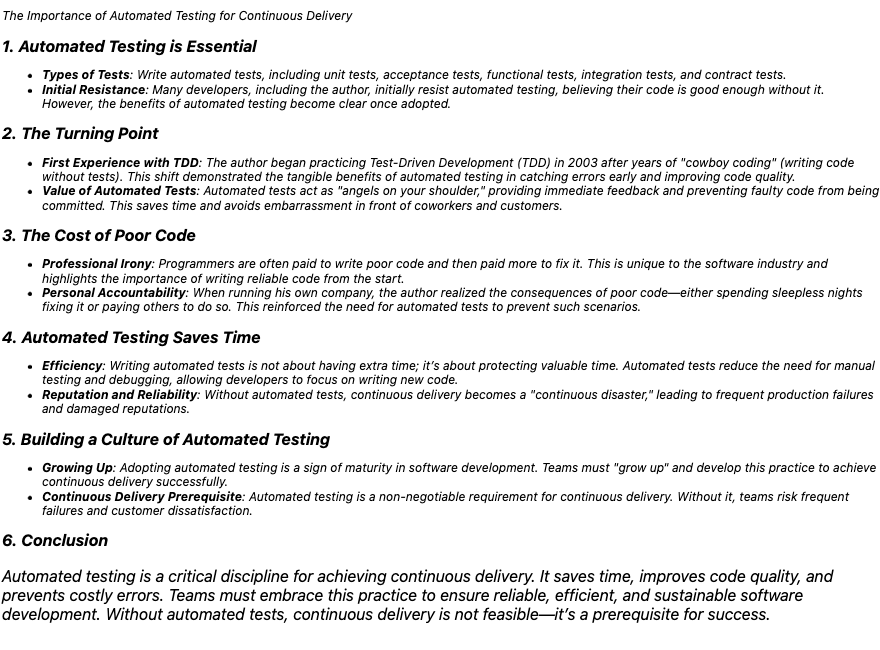 The Importance of Automated Testing for Continuous Delivery
1. Automated Testing is Essential
• Types of Tests: Write automated tests, including unit tests, acceptance tests, functional tests, integration tests, and contract tests.
• Initial Resistance: Many developers, including the author, initially resist automated testing, believing their code is good enough without it.
However, the benefits of automated testing become clear once adopted.
2. The Turning Point
• First Experience with TDD: The author began practicing Test-Driven Development (TDD) in 2003 after years of "cowboy coding" (writing code
without tests). This shift demonstrated the tangible benefits of automated testing in catching errors early and improving code quality.
• Value of Automated Tests: Automated tests act as "angels on your shoulder," providing immediate feedback and preventing faulty code from being
committed. This saves time and avoids embarrassment in front of coworkers and customers.
3. The Cost of Poor Code
• Professional Irony: Programmers are often paid to write poor code and then paid more to fix it. This is unique to the software industry and
highlights the importance of writing reliable code from the start.
• Personal Accountability: When running his own company, the author realized the consequences of poor code—either spending sleepless nights
fixing it or paying others to do so. This reinforced the need for automated tests to prevent such scenarios.
4. Automated Testing Saves Time
• Efficiency: Writing automated tests is not about having extra time; it's about protecting valuable time. Automated tests reduce the need for manual
testing and debugging, allowing developers to focus on writing new code.
• Reputation and Reliability: Without automated tests, continuous delivery becomes a "continuous disaster," leading to frequent production failures
and damaged reputations.
5. Building a Culture of Automated Testing
• Growing Up: Adopting automated testing is a sign of maturity in software development. Teams must "grow up" and develop this practice to achieve
continuous delivery successfully.
• Continuous Delivery Prerequisite: Automated testing is a non-negotiable requirement for continuous delivery. Without it, teams risk frequent
failures and customer dissatisfaction.
6. Conclusion
Automated testing is a critical discipline for achieving continuous delivery. It saves time, improves code quality, and
prevents costly errors. Teams must embrace this practice to ensure reliable, efficient, and sustainable software
development. Without automated tests, continuous delivery is not feasible—it's a prerequisite for success.